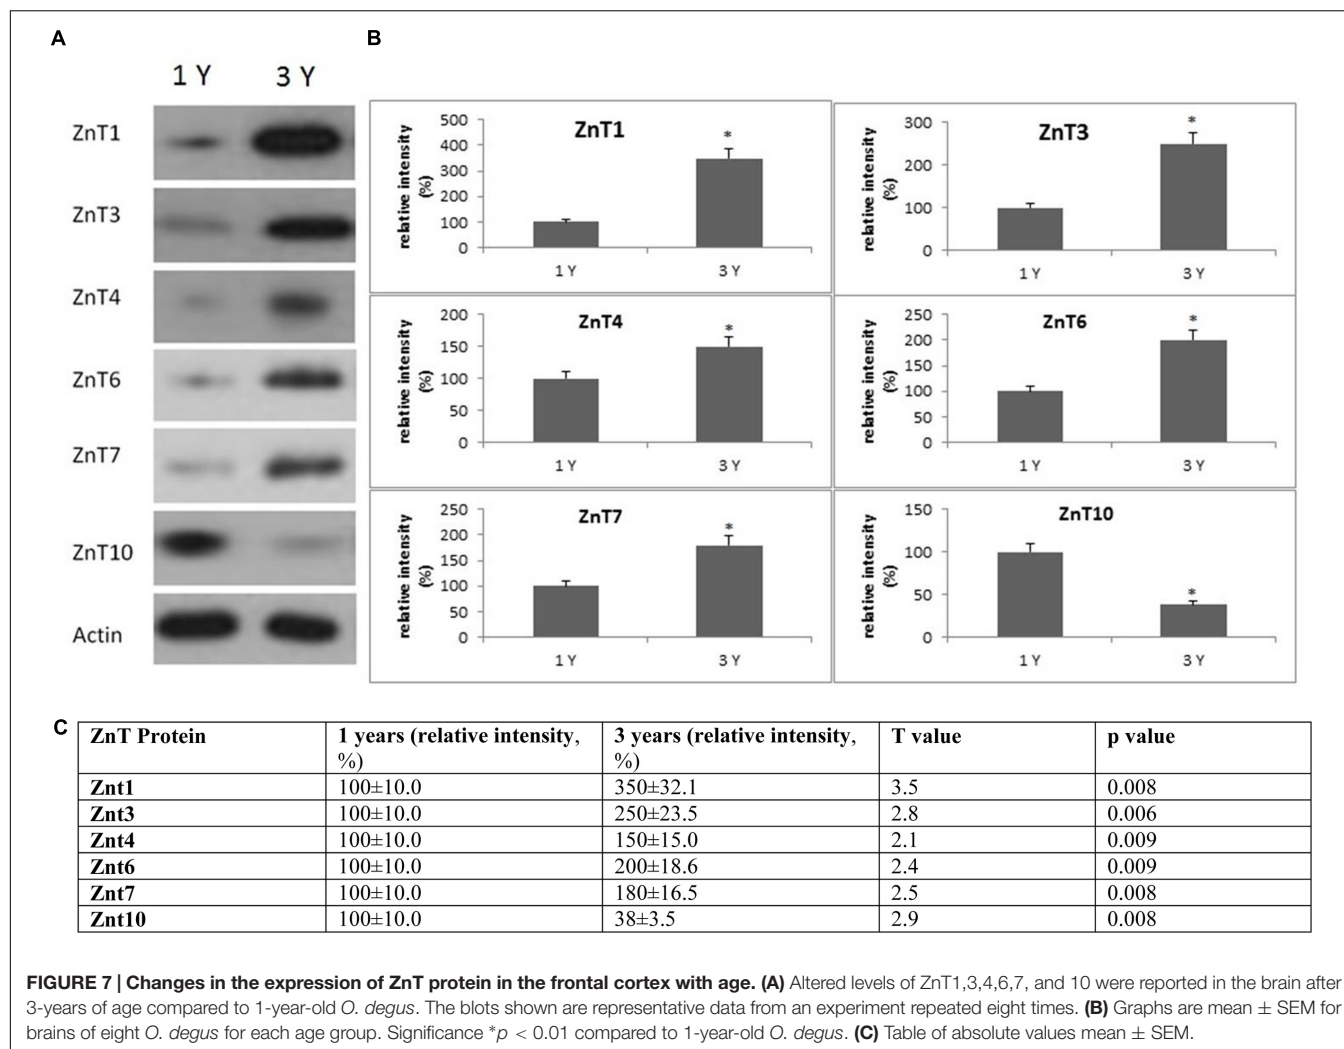 A
B
1 Y 3 Y
ZnT1
ZnT3
ZnT4
ZnT6
ZnT7
ZnT10
Actin
ZnT1
relative intensity
(%)
500
400
300
200
100
0
*
1 Y 3 Y
ZnT3
relative intensity
(%)
300
200
100
0
*
1 Y 3 Y
ZnT4
relative intensity
(%)
200
150
100
50
0
*
1 Y 3 Y
ZnT6
relative intensity
(%)
250
200
150
100
50
0
*
1 Y 3 Y
ZnT7
relative intensity
(%)
250
200
150
100
50
0
*
1 Y 3 Y
ZnT10
relative intensity
(%)
150
100
50
0
*
1 Y 3 Y
C
ZnT Protein 1 years (relative intensity, %) 3 years (relative intensity, %) T value p value
Znt1 100±10.0 350±32.1 3.5 0.008
Znt3 100±10.0 250±23.5 2.8 0.006
Znt4 100±10.0 150±15.0 2.1 0.009
Znt6 100±10.0 200±18.6 2.4 0.009
Znt7 100±10.0 180±16.5 2.5 0.008
Znt10 100±10.0 38±3.5 2.9 0.008
FIGURE 7 | Changes in the expression of ZnT protein in the frontal cortex with age. (A) Altered levels of ZnT1,3,4,6,7, and 10 were reported in the brain after
3-years of age compared to 1-year-old O. degus. The blots shown are representative data from an experiment repeated eight times. (B) Graphs are mean ± SEM for
brains of eight O. degus for each age group. Significance *p < 0.01 compared to 1-year-old O. degus. (C) Table of absolute values mean ± SEM.